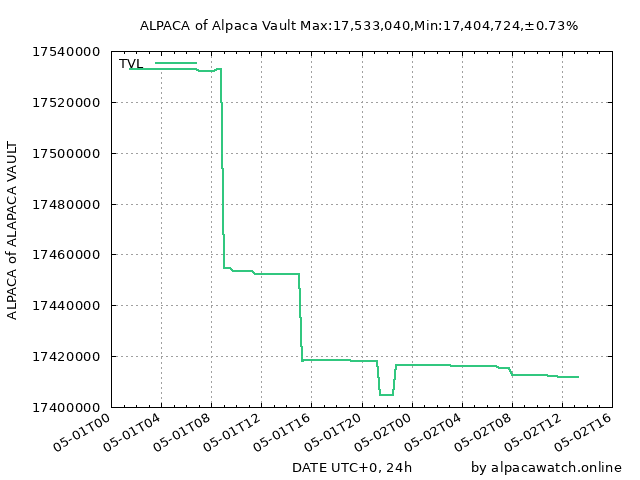 ALPACA of Alpaca Vault Max:17,533,040,Min:17,404,724,±0.73%
TVL
ALPACA of ALAPACA VAULT
17540000
17520000
17500000
17480000
17460000
17440000
17420000
17400000
05-01T00 05-01T04 05-01T08 05-01T12 05-01T16 05-01T20 05-02T00 05-02T04 05-02T08 05-02T12 05-02T16
DATE UTC+0, 24h by alpacawatch.online